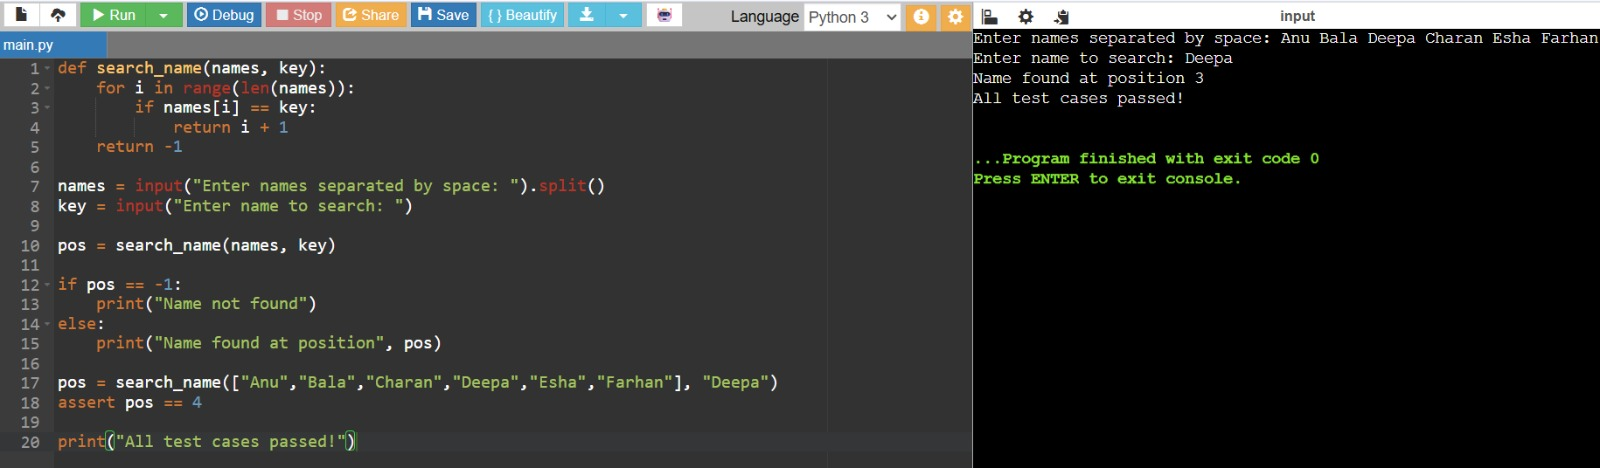 Run Debug Stop Share Save { } Beautify Language Python 3
main.py
1 def search_name(names, key):
2     for i in range(len(names)):
3         if names[i] == key:
4             return i + 1
5     return -1
6
7 names = input("Enter names separated by space: ").split()
8 key = input("Enter name to search: ")
9
10 pos = search_name(names, key)
11
12 if pos == -1:
13     print("Name not found")
14 else:
15     print("Name found at position", pos)
16
17 pos = search_name(["Anu","Bala","Charan","Deepa","Esha","Farhan"], "Deepa")
18 assert pos == 4
19
20 print("All test cases passed!")
input
Enter names separated by space: Anu Bala Deepa Charan Esha Farhan
Enter name to search: Deepa
Name found at position 3
All test cases passed!
...Program finished with exit code 0
Press ENTER to exit console.